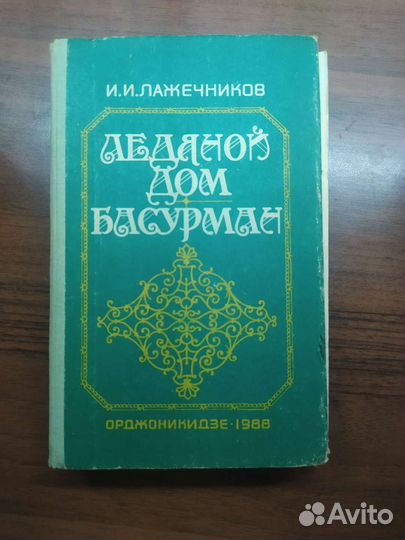 И.И.ЛАЖЕЧНИКОВ
ЛЕДЯНОЙ
ДОМ
БАСУРМАН
ОРДЖОНИКИДЗЕ·1988
Avito